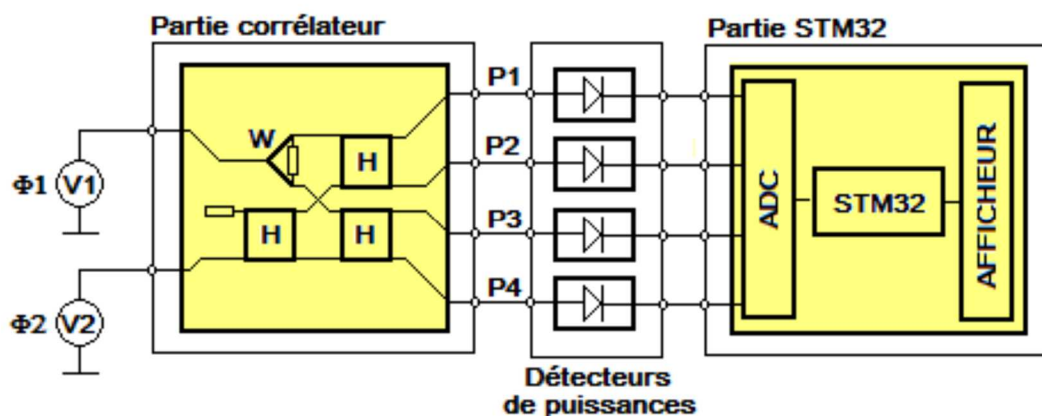 Partie corrélateur
Partie STM32
P1
P2
P3
P4
W
H
H
H
Φ1
V1
Φ2
V2
ADC
STM32
AFFICHEUR
Détecteurs
de puissances